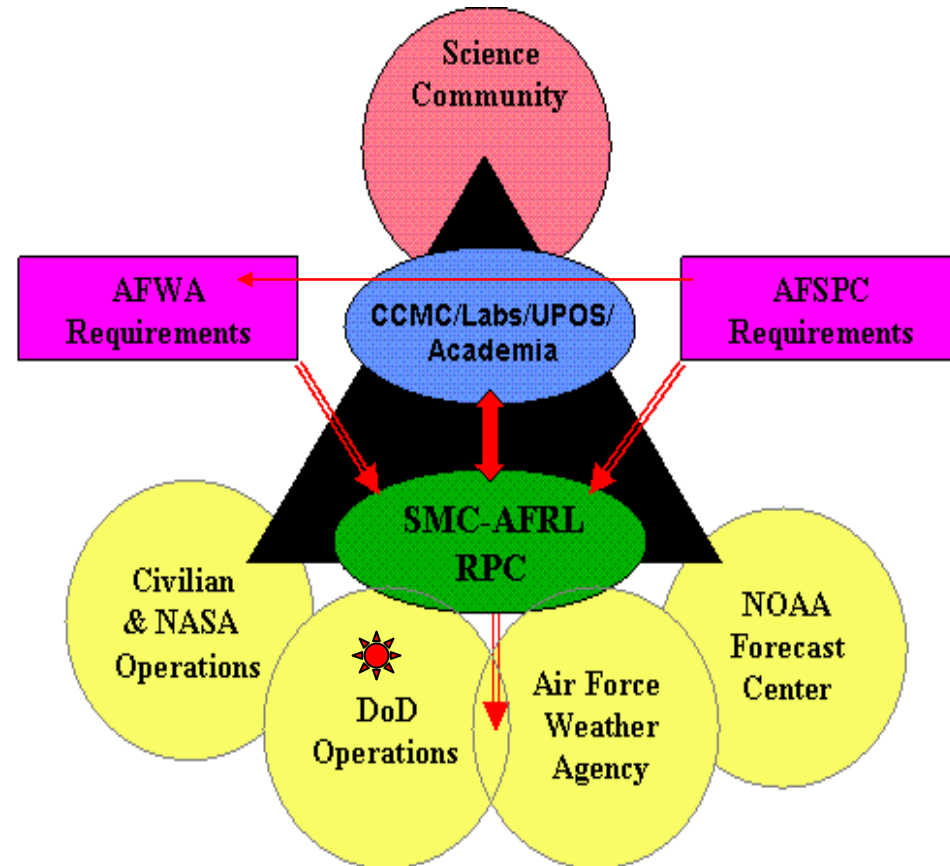 Science
Community
AFWA
Requirements
CCMC/Labs/UPOS/
Academia
AFSPC
Requirements
SMC-AFRL
RPC
Civilian
& NASA
Operations
DoD
Operations
Air Force
Weather
Agency
NOAA
Forecast
Center